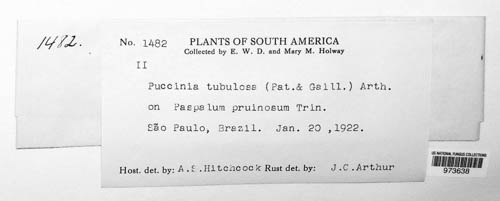 1482.
No. 1482 PLANTS OF SOUTH AMERICA
Collected by E. W. D. and Mary M. Holway
II
Puccinia tubulosa (Pat.& Gaill.) Arth.
on Paspalum pruinosum Trin.
São Paulo, Brazil. Jan. 20 ,1922.
Host. det. by: A.S.Hitchcock Rust det. by: J.C.Arthur
US NATIONAL FUNGUS COLLECTIONS
973638